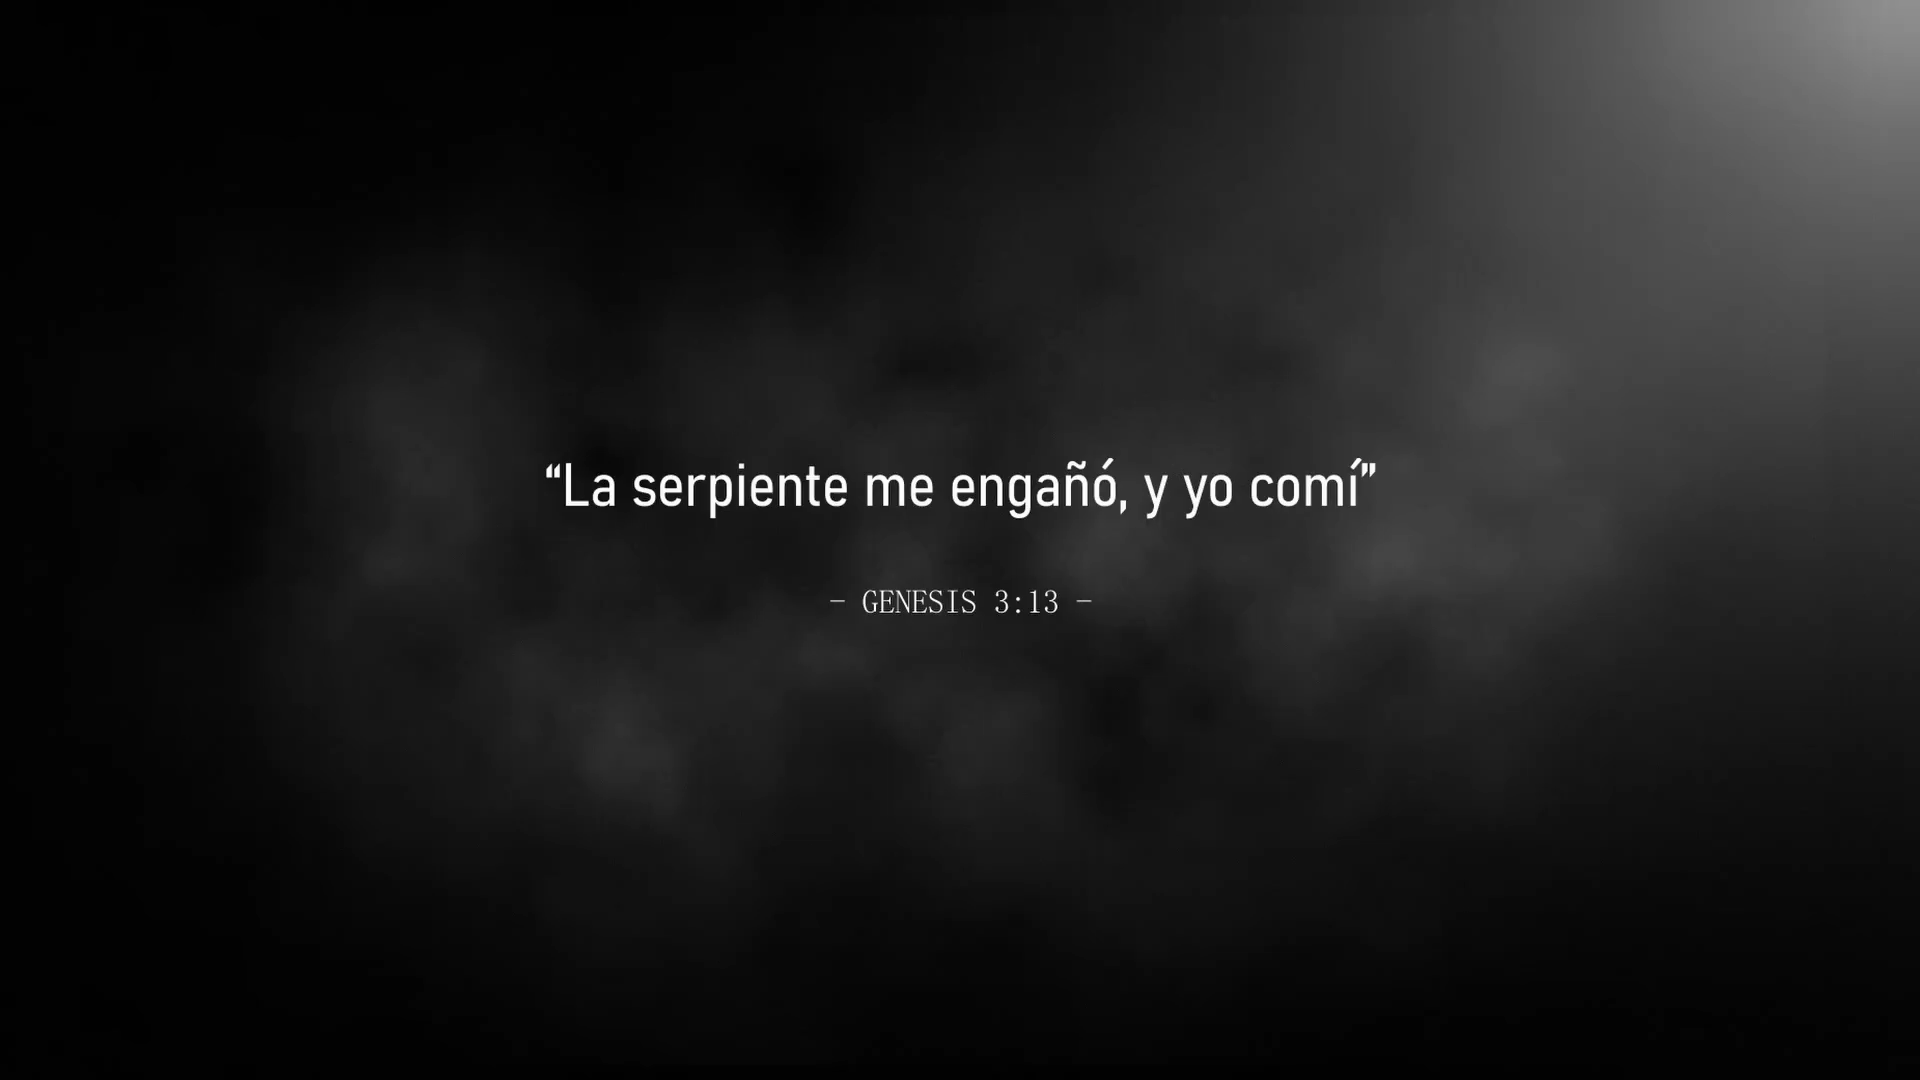 “La serpiente me engañó, y yo comí”
– GENESIS 3:13 –